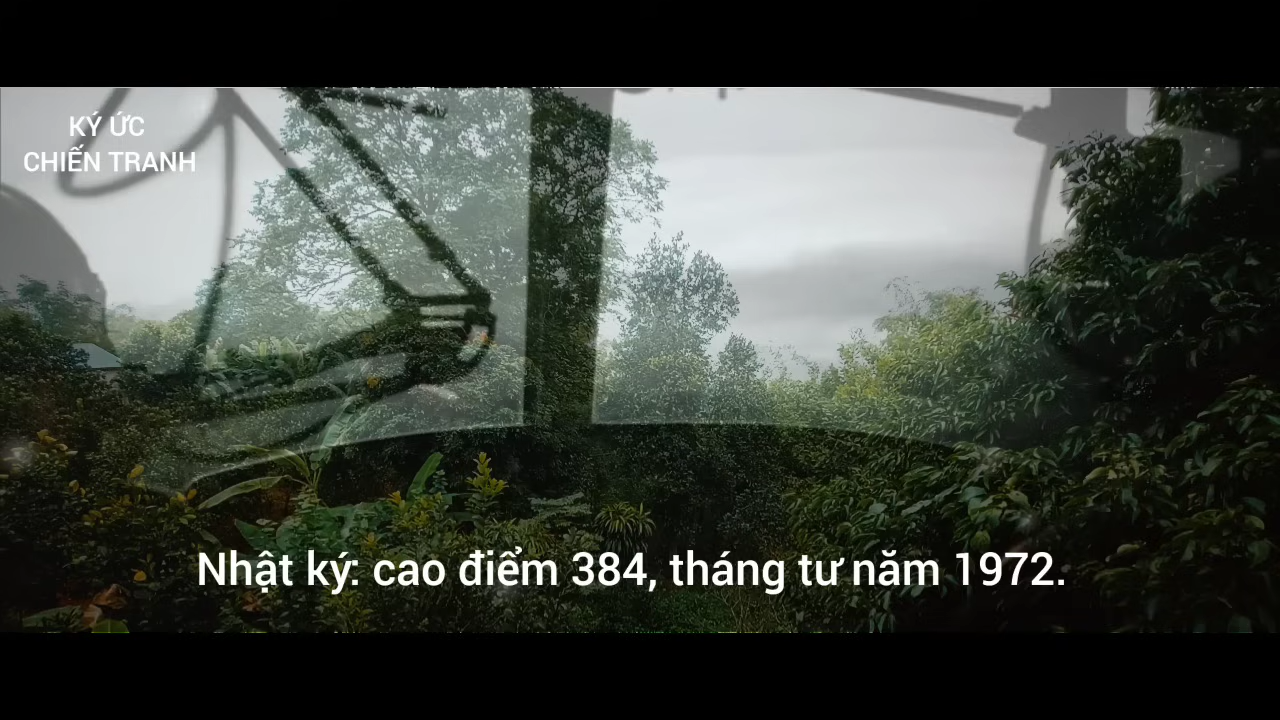 KÝ ỨC
CHIẾN TRANH
Nhật ký: cao điểm 384, tháng tư năm 1972.